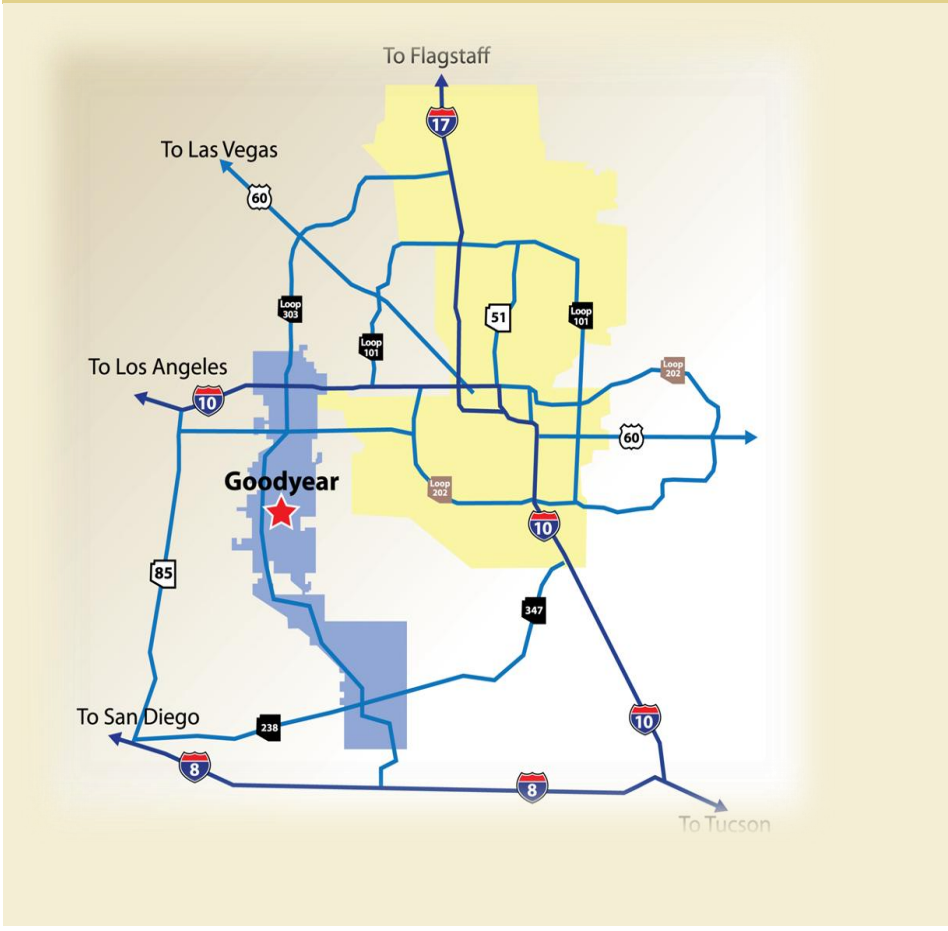 To Flagstaff
17
To Las Vegas
60
Loop
303
51
Loop
101
Loop
101
To Los Angeles
10
Loop
202
60
Goodyear
Loop
202
10
85
347
To San Diego
238
10
8
8
To Tucson